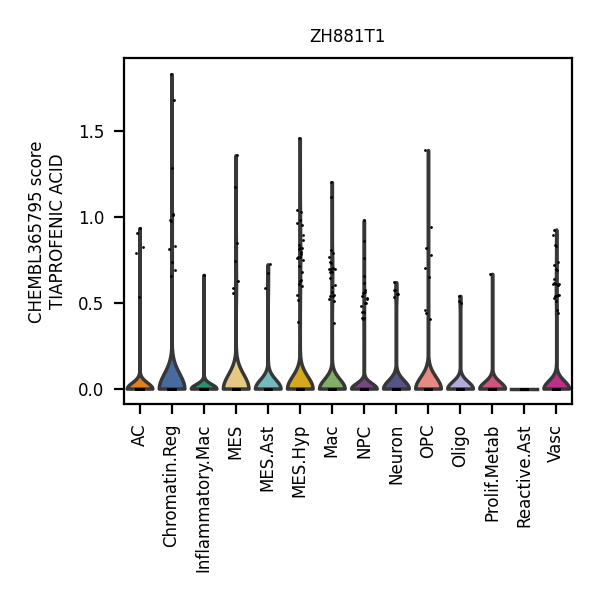 ZH881T1
CHEMBL365795 score
TIAPROFENIC ACID
1.5
1.0
0.5
0.0
AC
Chromatin.Reg
Inflammatory.Mac
MES
MES.Ast
MES.Hyp
Mac
NPC
Neuron
OPC
Oligo
Prolif.Metab
Reactive.Ast
Vasc